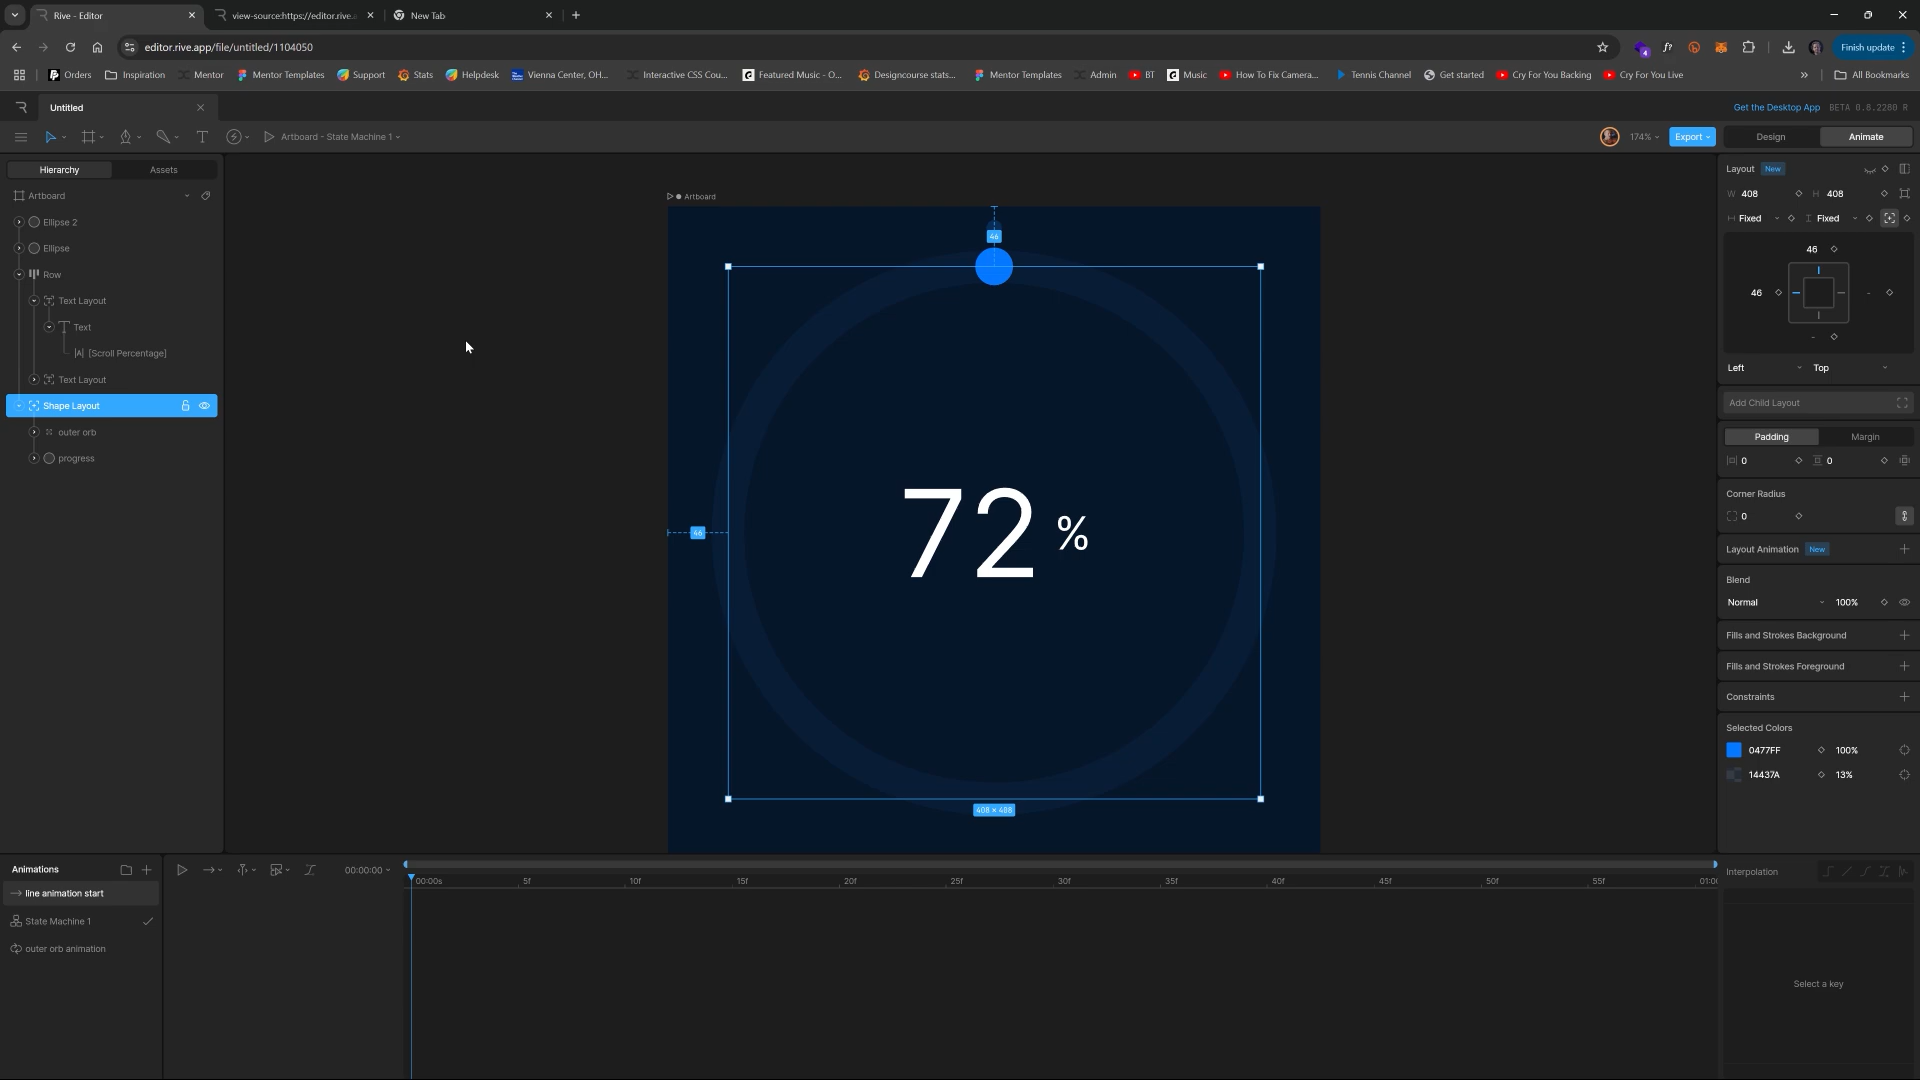 Rive - Editor
view-source:https://editor.rive.a
New Tab
editor.rive.app/file/untitled/1104050
Finish update
Orders
Inspiration
Mentor
Mentor Templates
Support
Stats
Helpdesk
Vienna Center, OH...
Interactive CSS Cou...
Featured Music - O...
Designcourse stats...
Mentor Templates
Admin
BT
Music
How To Fix Camera...
Tennis Channel
Get started
Cry For You Backing
Cry For You Live
All Bookmarks
Untitled
Get the Desktop App
BETA 0.8.2280 R
Artboard - State Machine 1
174%
Export
Design
Animate
Hierarchy
Assets
Artboard
Ellipse 2
Ellipse
Row
Text Layout
Text
[Scroll Percentage]
Text Layout
Shape Layout
outer orb
progress
Artboard
46
46
72 %
408 × 408
Layout New
W 408
H 408
Fixed
Fixed
46
46
-
-
Left
Top
Add Child Layout
Padding
Margin
0
0
Corner Radius
0
Layout Animation New
Blend
Normal
100%
Fills and Strokes Background
Fills and Strokes Foreground
Constraints
Selected Colors
0477FF
100%
14437A
13%
Animations
line animation start
State Machine 1
outer orb animation
00:00:00
00:00s
5f
10f
15f
20f
25f
30f
35f
40f
45f
50f
55f
01:0
Interpolation
Select a key